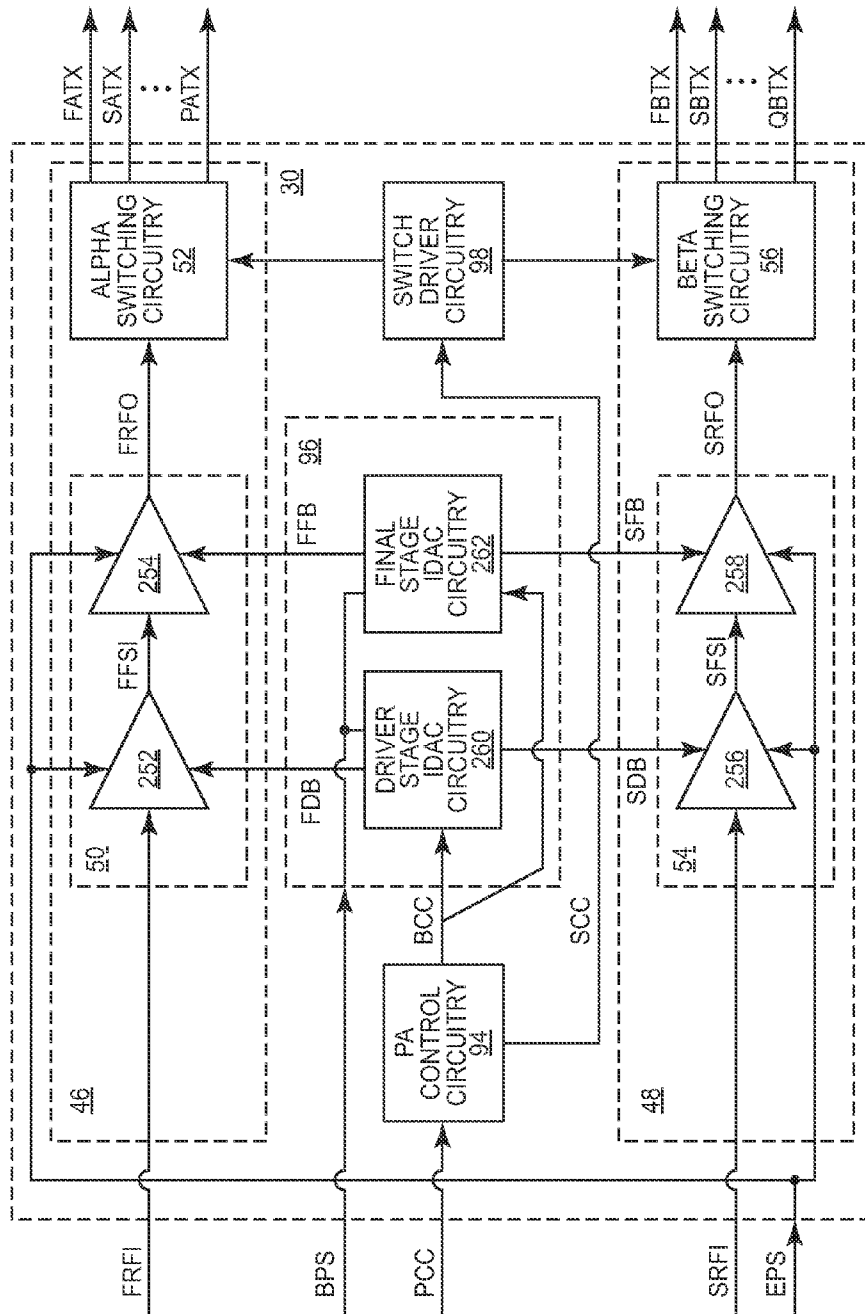 FATX
SATX
• • •
PATX
ALPHA
SWITCHING
CIRCUITRY
52
30
FRFO
254
FFSI
252
50
46
FRFI
SWITCH
DRIVER
CIRCUITRY
98
96
FFB
FINAL
STAGE
IDAC
CIRCUITRY
262
FDB
DRIVER
STAGE
IDAC
CIRCUITRY
260
BCC
SCC
PA
CONTROL
CIRCUITRY
94
BPS
PCC
FBTX
SBTX
• • •
QBTX
BETA
SWITCHING
CIRCUITRY
56
SRFO
SFB
258
SFSI
SDB
256
54
48
SRFI
EPS